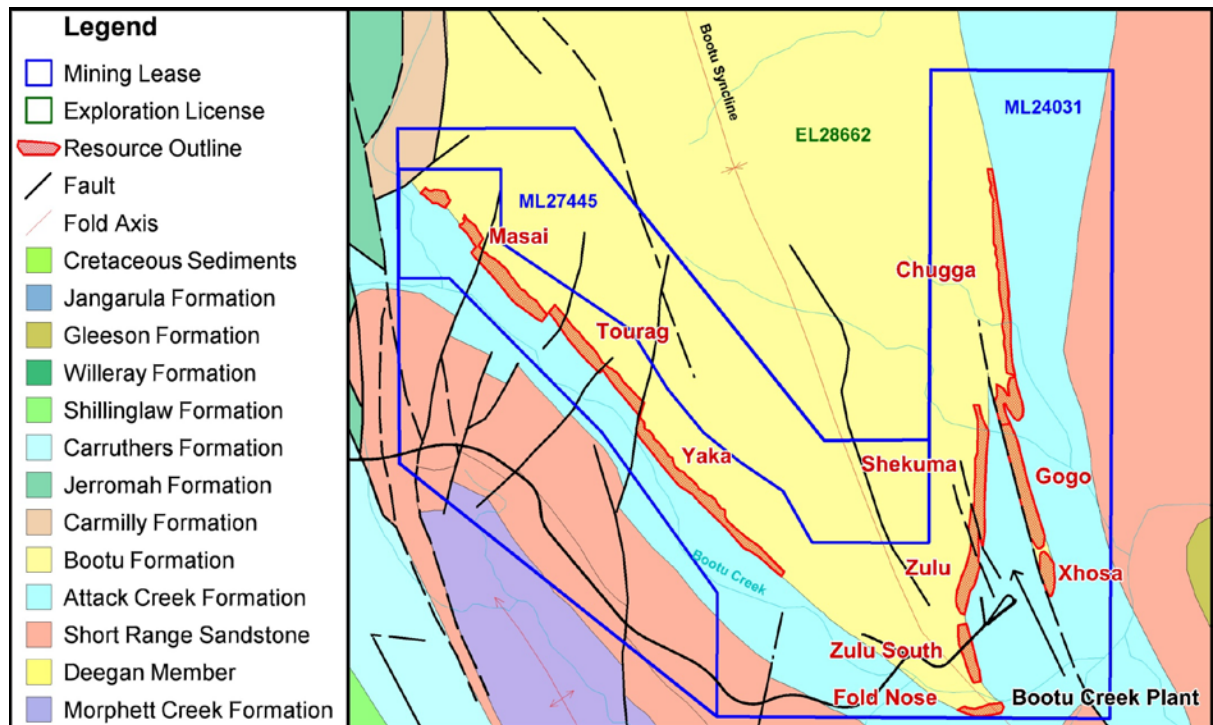 Legend
Mining Lease
Exploration License
Resource Outline
Fault
Fold Axis
Cretaceous Sediments
Jangarula Formation
Gleeson Formation
Willeray Formation
Shillinglaw Formation
Carruthers Formation
Jerromah Formation
Carmilly Formation
Bootu Formation
Attack Creek Formation
Short Range Sandstone
Deegan Member
Morphett Creek Formation
Bootu Syncline
ML24031
EL28662
ML27445
Masai
Chugga
Tourag
Yaka
Shekuma
Gogo
Bootu Creek
Zulu
Xhosa
Zulu South
Fold Nose
Bootu Creek Plant